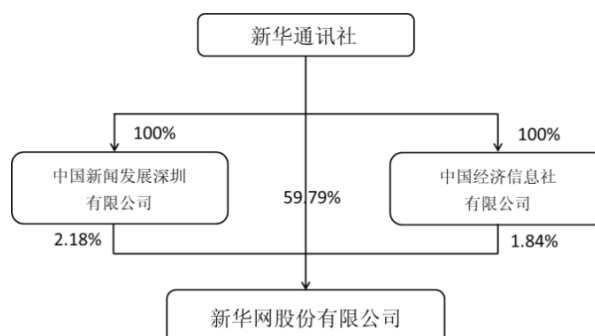 新华通讯社
100%
100%
中国新闻发展深圳
有限公司
59.79%
中国经济信息社
有限公司
2.18%
1.84%
新华网股份有限公司